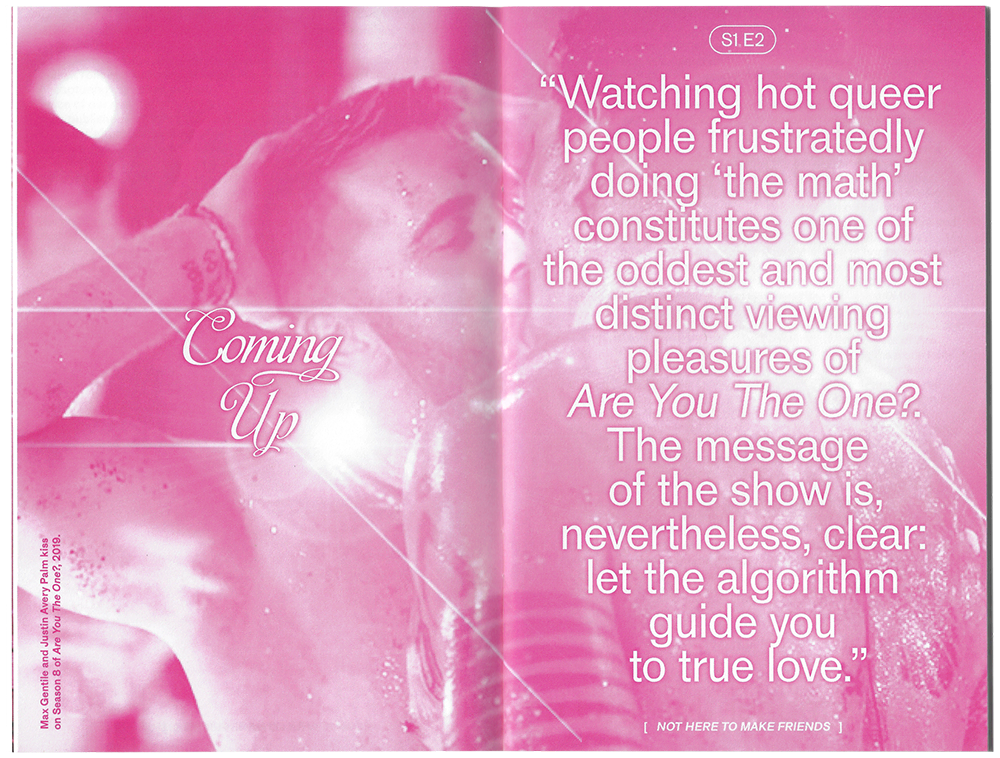 Coming
Up
Max Gentile and Justin Avery Palm kiss
on Season 8 of Are You The One?, 2019.
S1 E2
“Watching hot queer
people frustratedly
doing ‘the math’
constitutes one of
the oddest and most
distinct viewing
pleasures of
Are You The One?.
The message
of the show is,
nevertheless, clear:
let the algorithm
guide you
to true love.”
[ NOT HERE TO MAKE FRIENDS ]